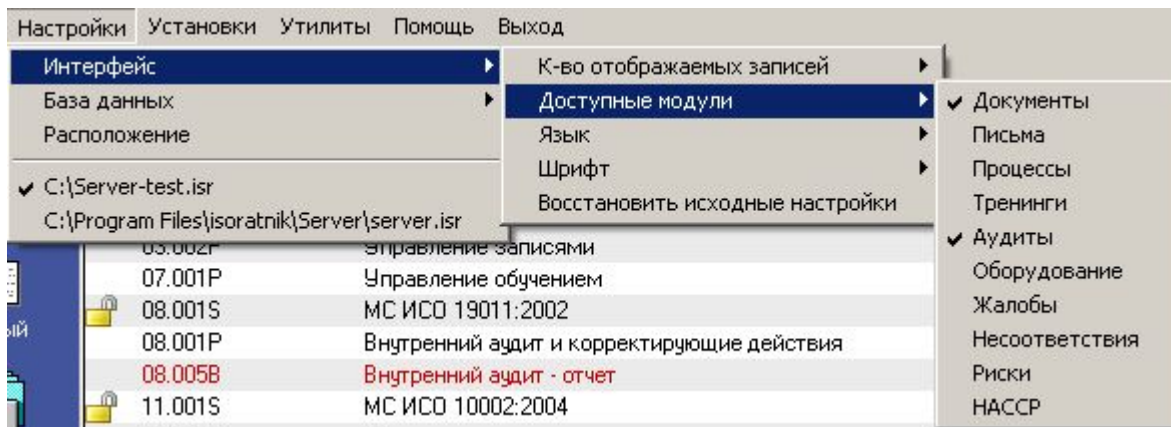 Настройки Установки Утилиты Помощь Выход
Интерфейс
База данных
Расположение
C:\Server-test.isr
C:\Program Files\isoratnik\Server\server.isr
К-во отображаемых записей
Доступные модули
Язык
Шрифт
Восстановить исходные настройки
Документы
Письма
Процессы
Тренинги
Аудиты
Оборудование
Жалобы
Несоответствия
Риски
HACCP
Управление записями
07.001P Управление обучением
08.001S МС ИСО 19011:2002
08.001P Внутренний аудит и корректирующие действия
08.005B Внутренний аудит - отчет
11.001S МС ИСО 10002:2004